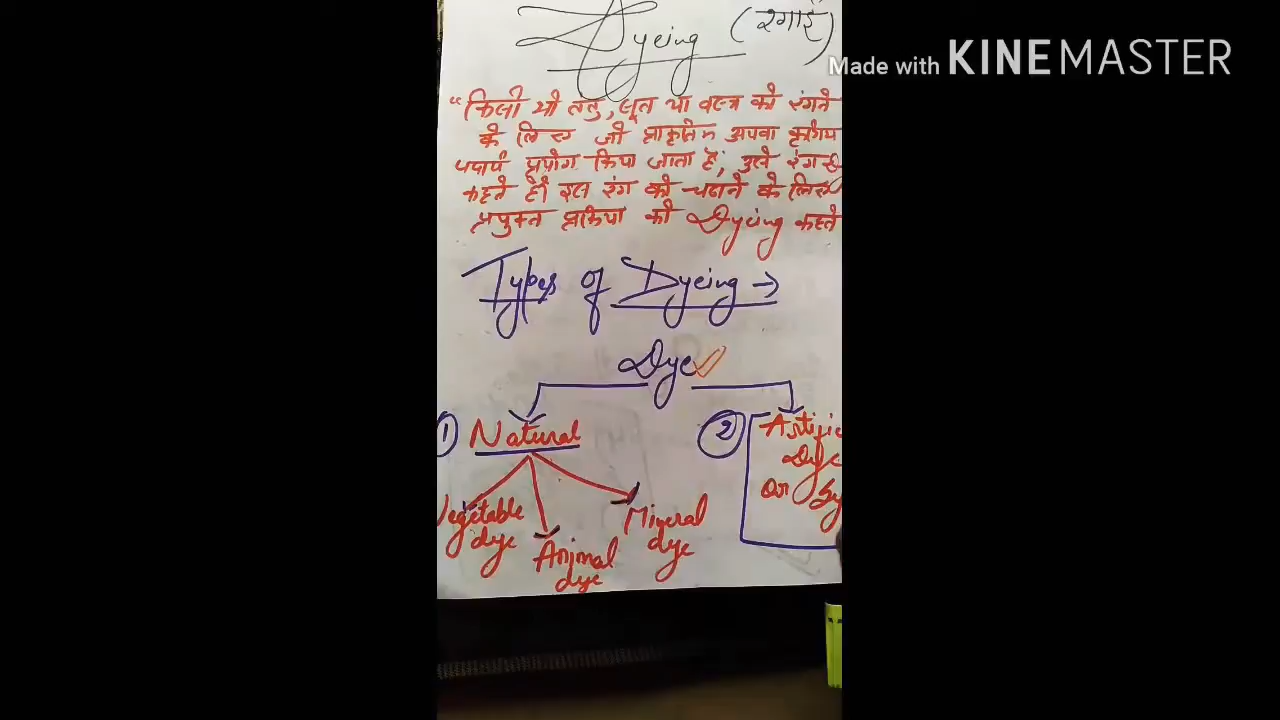 Dyeing (रंगाई)
Made with KINEMASTER
"किसी भी तन्तु, सूत या वस्त्र को रंगने
के लिए जो प्राकृतिक अथवा कृत्रिम
पदार्थ प्रयोग किया जाता है, उसे रंग
कहते है। इस रंग को चढाने के लिए
प्रयुक्त प्रक्रिया को Dyeing कहते
Types of Dyeing →
Dye
① Natural
② Artific
Dye
or Sy
Vegetable dye
Animal dye
Mineral dye